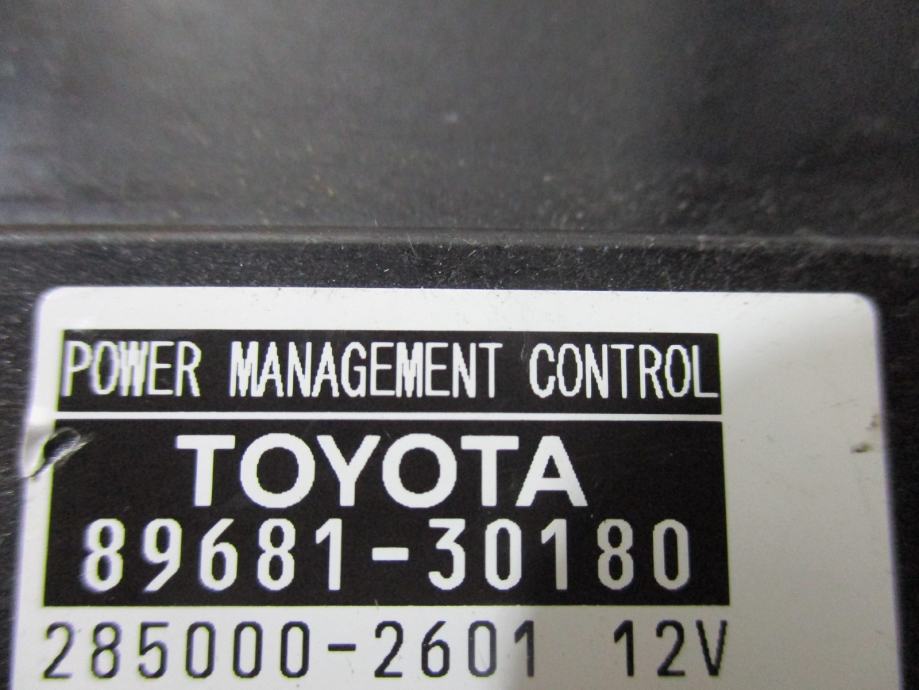 POWER MANAGEMENT CONTROL
TOYOTA
89681-30180
285000-2601 12V